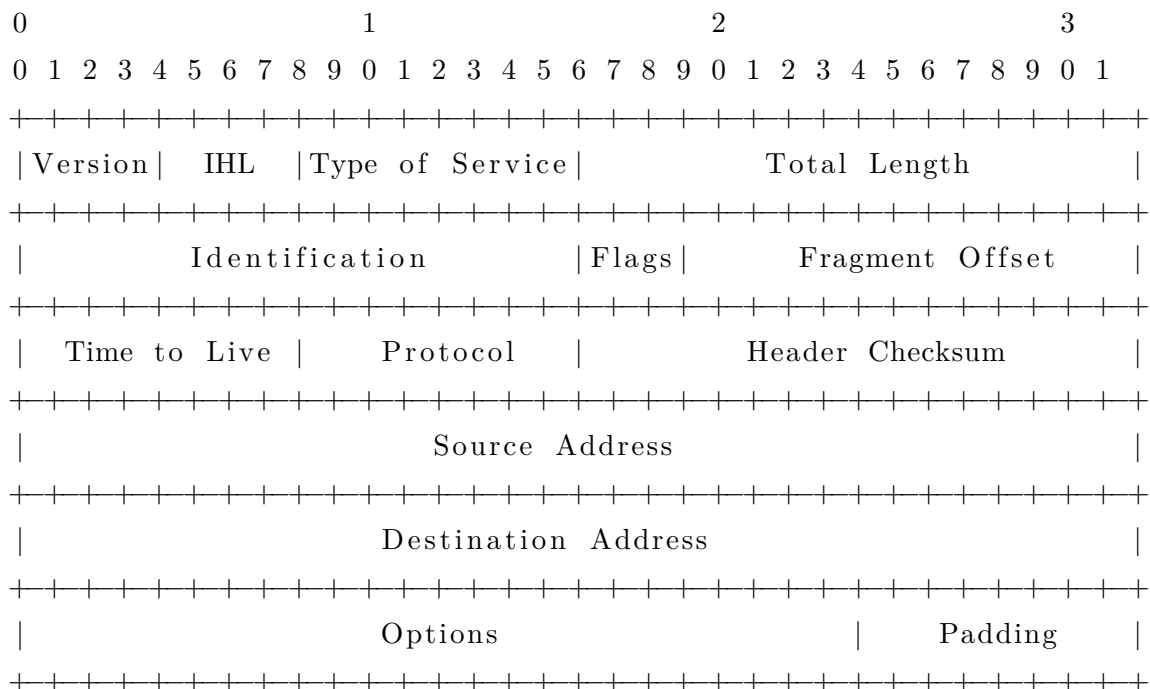 0 1 2 3
0 1 2 3 4 5 6 7 8 9 0 1 2 3 4 5 6 7 8 9 0 1 2 3 4 5 6 7 8 9 0 1
+-+-+-+-+-+-+-+-+-+-+-+-+-+-+-+-+-+-+-+-+-+-+-+-+-+-+-+-+-+-+-+-+
|Version| IHL |Type of Service| Total Length |
+-+-+-+-+-+-+-+-+-+-+-+-+-+-+-+-+-+-+-+-+-+-+-+-+-+-+-+-+-+-+-+-+
| Identification |Flags| Fragment Offset |
+-+-+-+-+-+-+-+-+-+-+-+-+-+-+-+-+-+-+-+-+-+-+-+-+-+-+-+-+-+-+-+-+
| Time to Live | Protocol | Header Checksum |
+-+-+-+-+-+-+-+-+-+-+-+-+-+-+-+-+-+-+-+-+-+-+-+-+-+-+-+-+-+-+-+-+
| Source Address |
+-+-+-+-+-+-+-+-+-+-+-+-+-+-+-+-+-+-+-+-+-+-+-+-+-+-+-+-+-+-+-+-+
| Destination Address |
+-+-+-+-+-+-+-+-+-+-+-+-+-+-+-+-+-+-+-+-+-+-+-+-+-+-+-+-+-+-+-+-+
| Options | Padding |
+-+-+-+-+-+-+-+-+-+-+-+-+-+-+-+-+-+-+-+-+-+-+-+-+-+-+-+-+-+-+-+-+